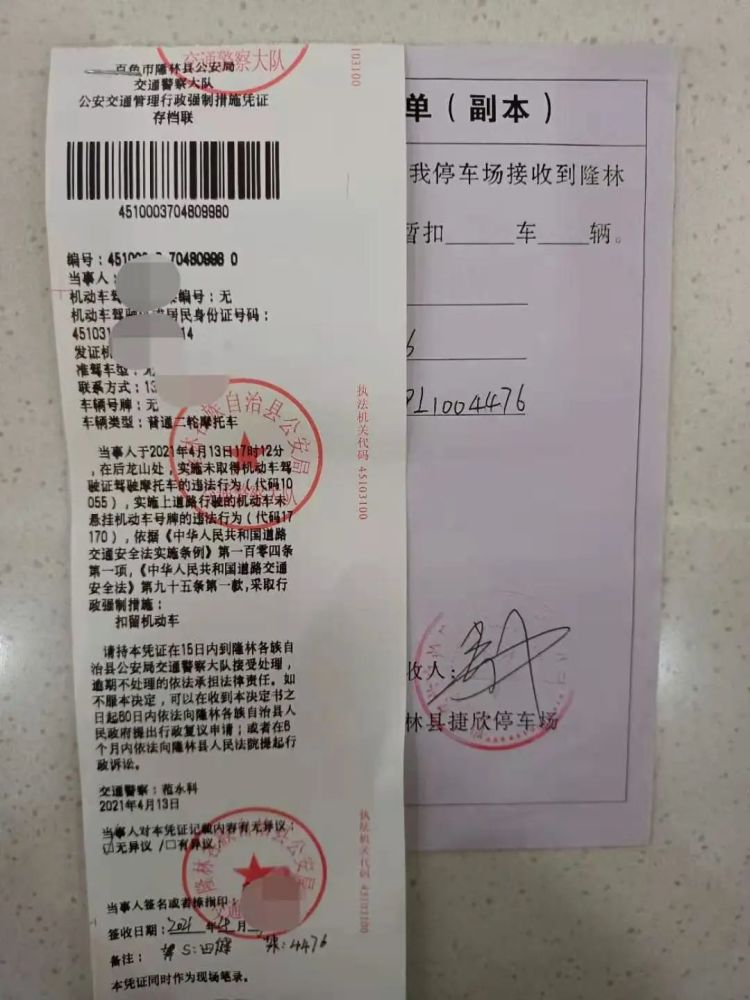 百色市隆林县公安局
交通警察大队
公安交通管理行政强制措施凭证
存档联
4510003704809980
编号：451000 70480998 0
当事人：
机动车驾 编号：无
机动车驾驶 居民身份证号码：
451031 14
发证机
准驾车型：无
联系方式：13
车辆号牌：无
车辆类型：普通二轮摩托车
当事人于2021年4月13日17时12分
，在后龙山处，实施未取得机动车驾
驶证驾驶摩托车的违法行为（代码10
055），实施上道路行驶的机动车未
悬挂机动车号牌的违法行为（代码17
170），依据《中华人民共和国道路
交通安全法实施条例》第一百零四条
第一项，《中华人民共和国道路交通
安全法》第九十五条第一款，采取行
政强制措施：
扣留机动车
请持本凭证在15日内到隆林各族自
治县公安局交通警察大队接受处理，
逾期不处理的依法承担法律责任。如
不服本决定，可以在收到本决定书之
日起60日内依法向隆林各族自治县人
民政府提出行政复议申请；或者在6
个月内依法向隆林县人民法院提起行
政诉讼。
交通警察：范永科
2021年4月13日
当事人对本凭证记载内容有无异议：
☑无异议 /□有异议
当事人签名或者捺指印：
签收日期：2021年4月
备注： 4476
本凭证同时作为现场笔录。
交通警察大队
103100
执法机关代码 45103100
执法机关代码 45103100
单（副本）
我停车场接收到隆林
暂扣 车 辆。
6
PL1004476
收人：
林县捷欣停车场